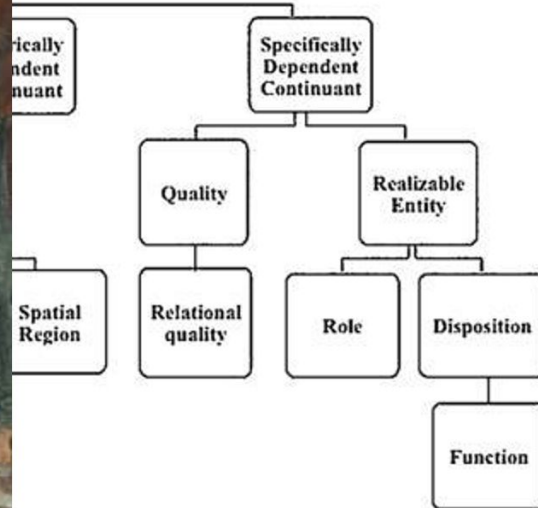 Specifically
Dependent
Continuant
Quality
Realizable
Entity
Spatial
Region
Relational
quality
Role
Disposition
Function